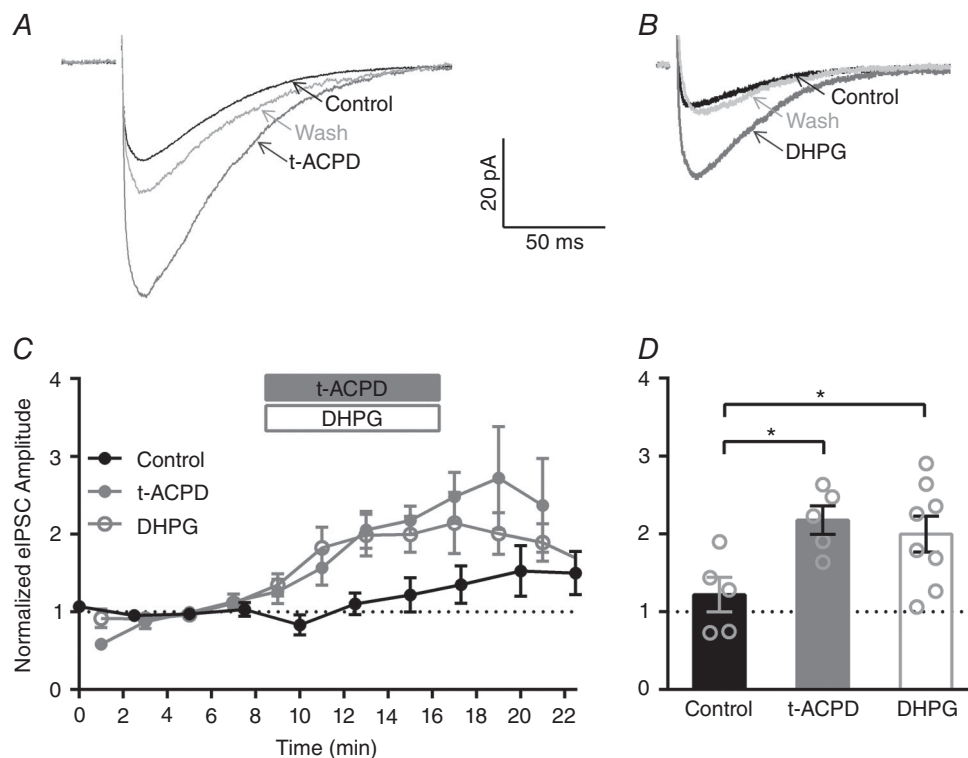 A
Control
Wash
t-ACPD
20 pA
50 ms
B
Control
Wash
DHPG
C
Normalized eIPSC Amplitude
4
3
2
1
0
t-ACPD
DHPG
Control
t-ACPD
DHPG
0 2 4 6 8 10 12 14 16 18 20 22
Time (min)
D
4
3
2
1
0
*
*
Control t-ACPD DHPG